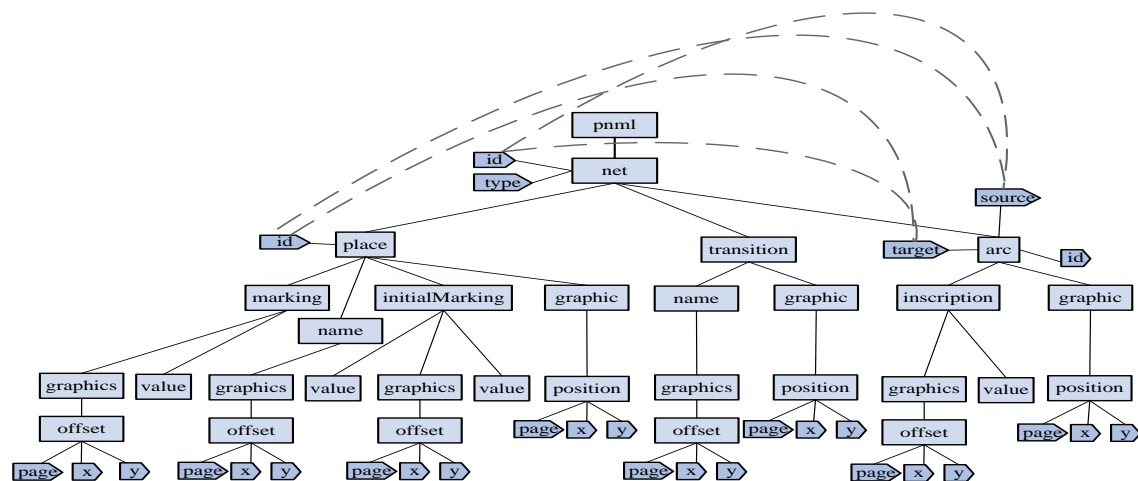 pnml
id
net
type
source
id
place
transition
target
arc
id
marking
initialMarking
graphic
name
graphic
inscription
graphic
name
graphics
value
graphics
value
graphics
value
position
graphics
position
graphics
value
position
offset
offset
offset
page x y
offset
page x y
offset
page x y
page x y
page x y
page x y
page x y
page x y